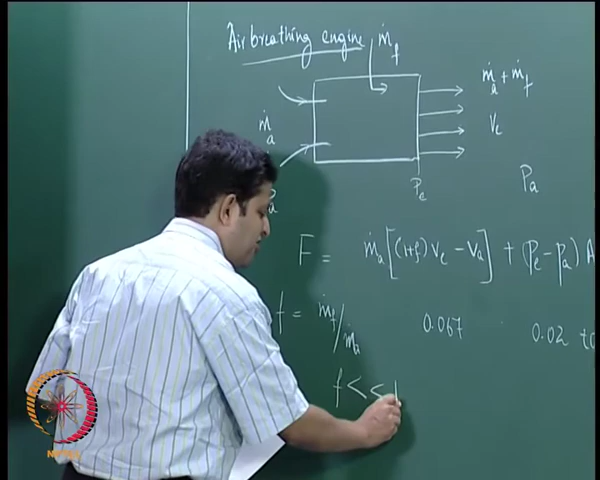 Air breathing engine
ṁf
ṁa + ṁf
ṁa
Ve
Pe
Pa
F = ṁa[(1+f)Ve − Va] + (Pe − Pa) A
f = ṁf/ṁa
0.067
0.02 to
f << 1
NPTEL